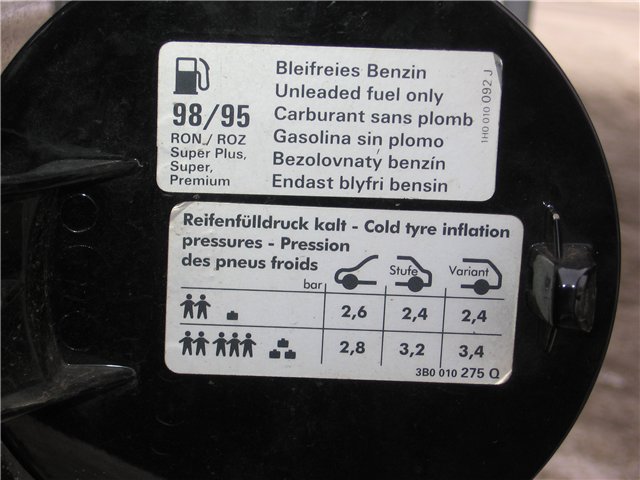 Bleifreies Benzin
Unleaded fuel only
98/95
Carburant sans plomb
RON/ROZ
Gasolina sin plomo
Super Plus,
Super,
Bezolovnaty benzín
Premium
Endast blyfri bensin
1H0 010 092 J
Reifenfülldruck kalt - Cold tyre inflation
pressures - Pression
des pneus froids
bar
Stufe
Variant
2,6 2,4 2,4
2,8 3,2 3,4
3B0 010 275 Q